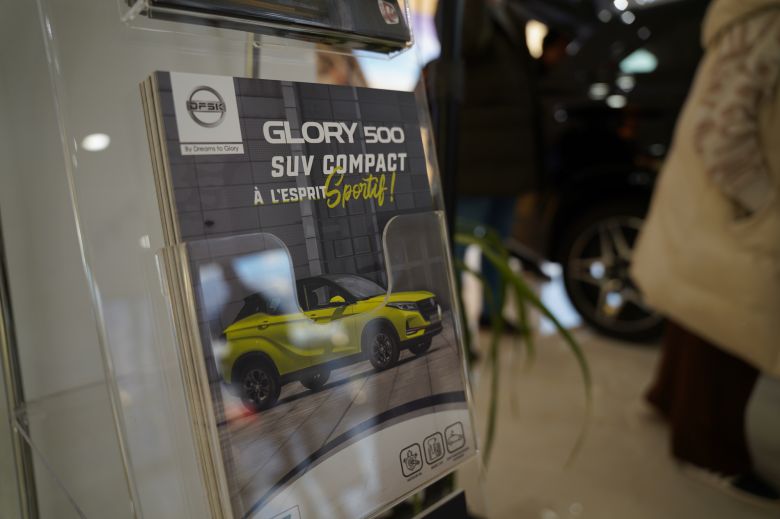 DFSK
By Dreams to Glory
GLORY 500
SUV COMPACT
À L'ESPRIT Sportif!